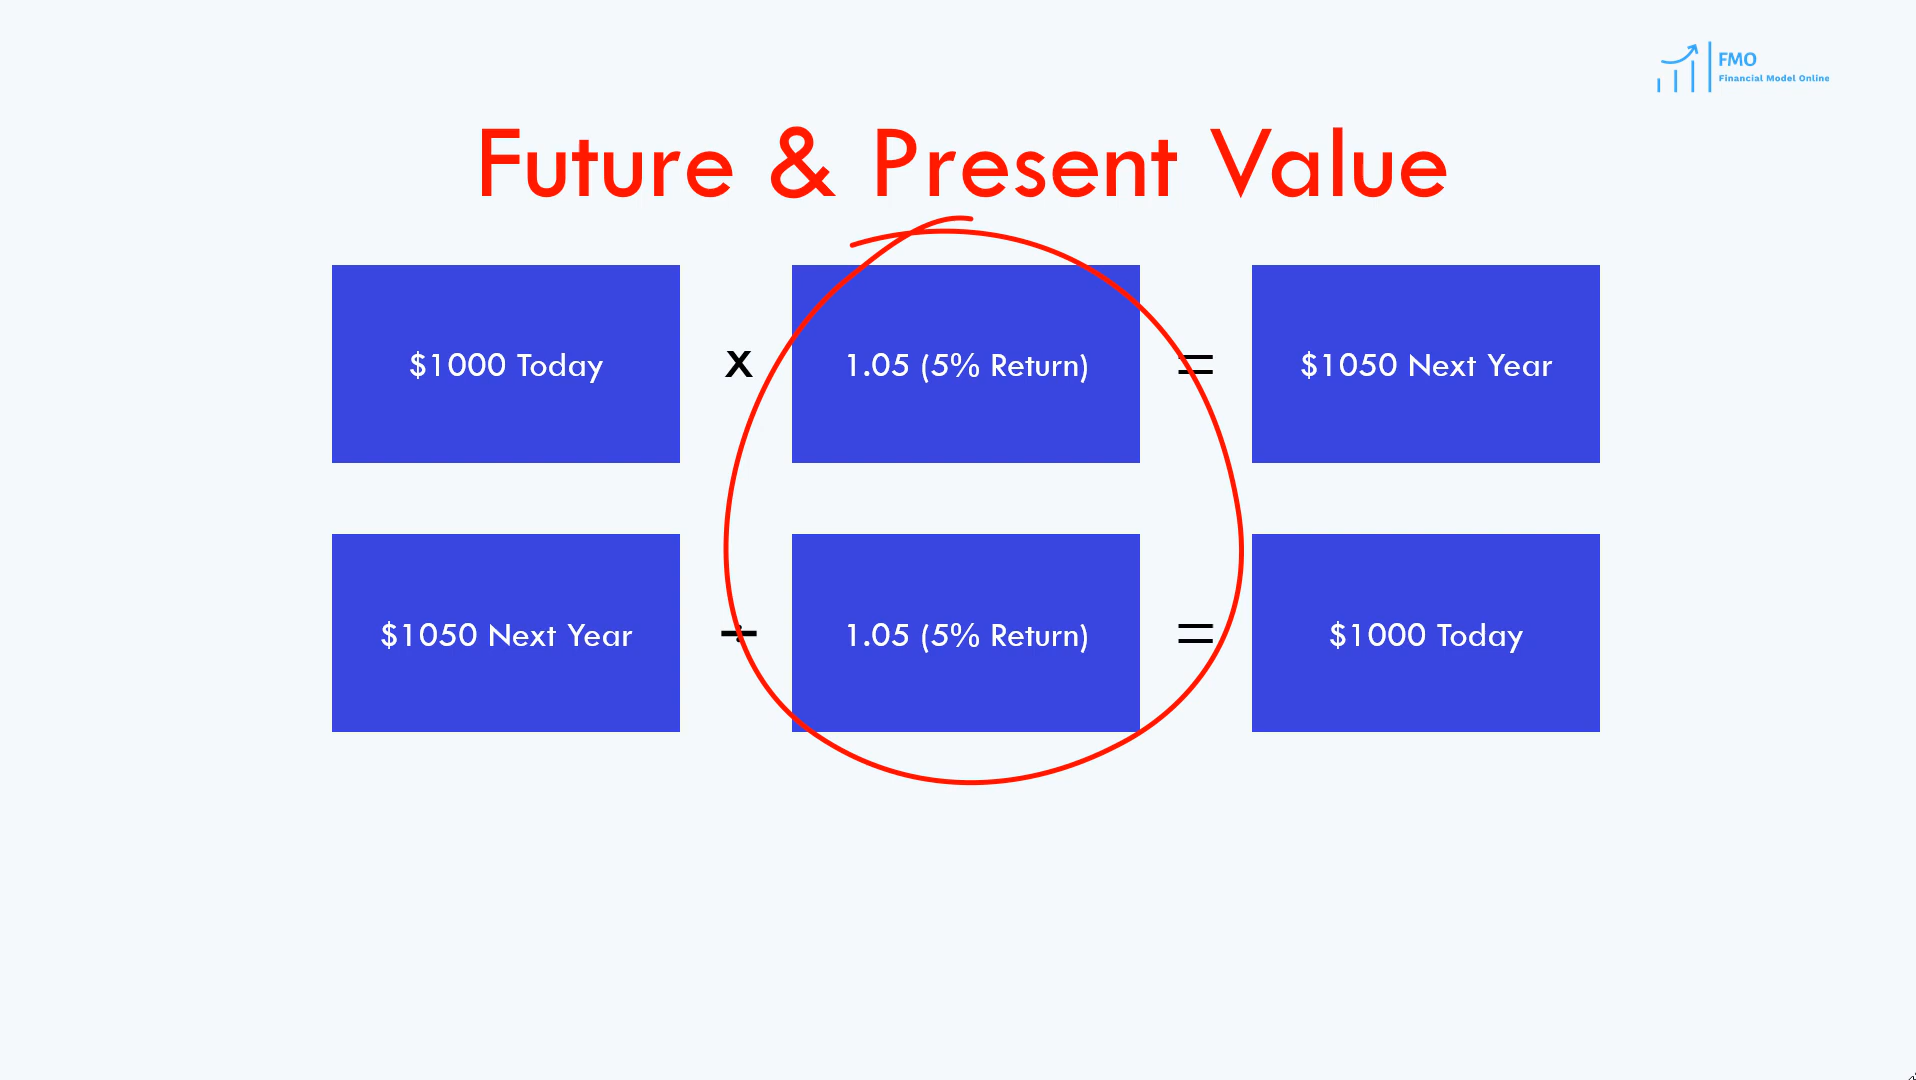 FMO
Financial Model Online
Future & Present Value
$1000 Today x 1.05 (5% Return) = $1050 Next Year
$1050 Next Year ÷ 1.05 (5% Return) = $1000 Today